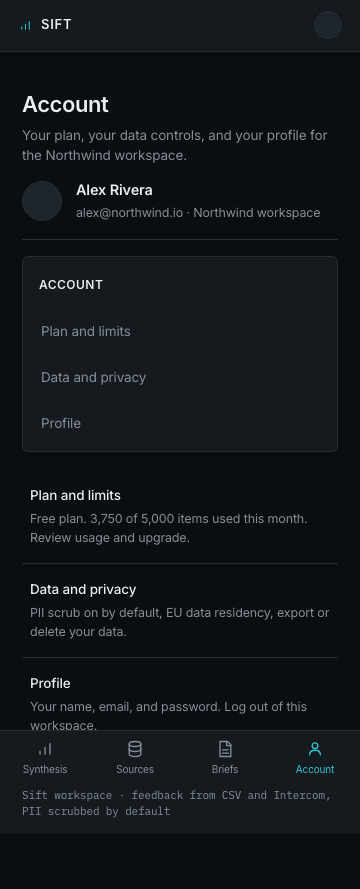 SIFT
Account
Your plan, your data controls, and your profile for
the Northwind workspace.
Alex Rivera
alex@northwind.io · Northwind workspace
ACCOUNT
Plan and limits
Data and privacy
Profile
Plan and limits
Free plan. 3,750 of 5,000 items used this month.
Review usage and upgrade.
Data and privacy
PII scrub on by default, EU data residency, export or
delete your data.
Profile
Your name, email, and password. Log out of this
workspace.
Synthesis Sources Briefs Account
Sift workspace · feedback from CSV and Intercom,
PII scrubbed by default